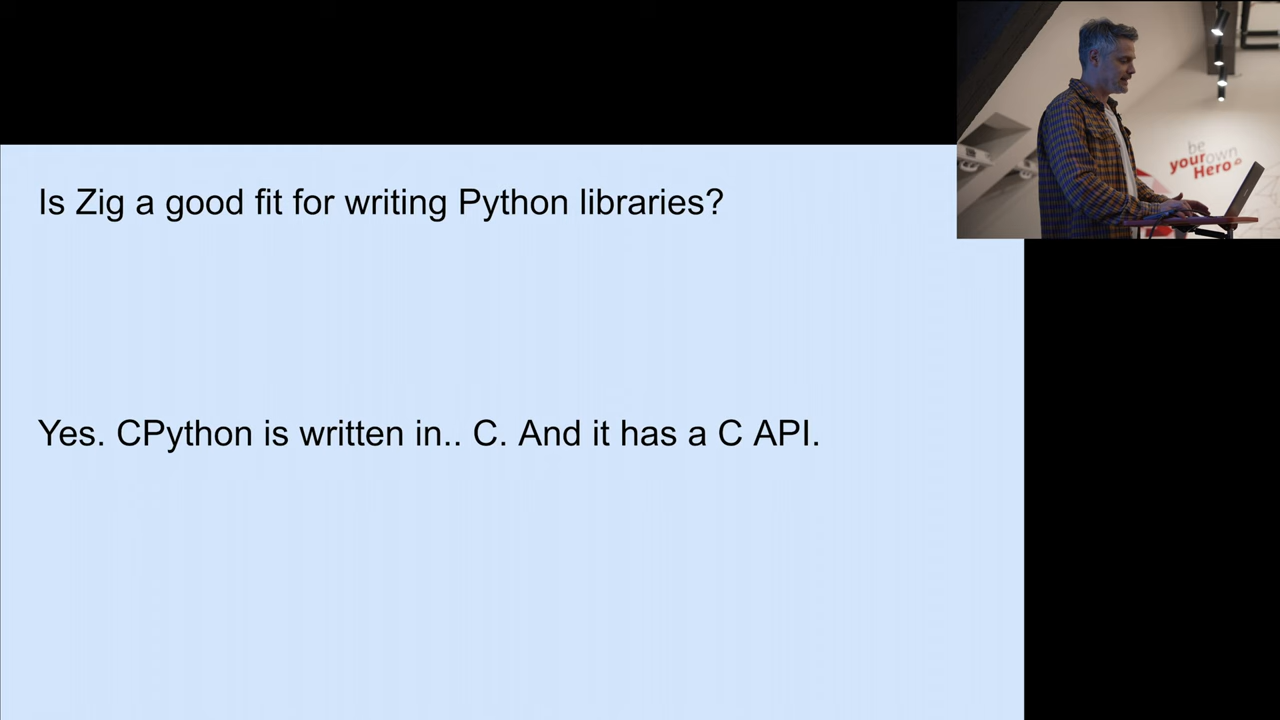 Is Zig a good fit for writing Python libraries?
Yes. CPython is written in.. C. And it has a C API.
be
your own
Hero